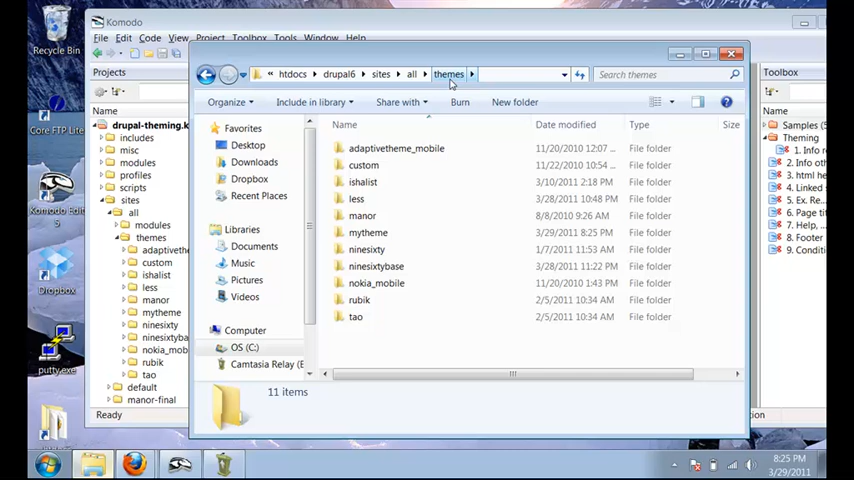 Recycle Bin
Core FTP Lite
Komodo Edit
5
Dropbox
putty.exe
Komodo
File Edit Code View Project Toolbox Tools Window Help
Projects
Name
drupal-theming.k
includes
misc
modules
profiles
scripts
sites
all
modules
themes
adaptiveth
custom
ishalist
less
manor
mytheme
ninesixty
ninesixtyba
nokia_mob
rubik
tao
default
manor-final
Ready
« htdocs drupal6 sites all themes
Search themes
Organize Include in library Share with Burn New folder
Favorites
Desktop
Downloads
Dropbox
Recent Places
Libraries
Documents
Music
Pictures
Videos
Computer
OS (C:)
Camtasia Relay (E
Name Date modified Type Size
adaptivetheme_mobile 11/20/2010 12:07 ... File folder
custom 11/22/2010 10:54 ... File folder
ishalist 3/10/2011 2:18 PM File folder
less 3/28/2011 10:48 PM File folder
manor 8/8/2010 9:26 AM File folder
mytheme 3/29/2011 8:25 PM File folder
ninesixty 1/7/2011 11:53 AM File folder
ninesixtybase 3/28/2011 11:22 PM File folder
nokia_mobile 11/20/2010 1:43 PM File folder
rubik 2/5/2011 10:34 AM File folder
tao 2/5/2011 10:34 AM File folder
11 items
Toolbox
Name
Samples (
Theming
1. Info r
2. Info oth
3. html he
4. Linked
5. Ex. Re
6. Page tit
7. Help,
8. Footer
9. Conditi
8:25 PM
3/29/2011